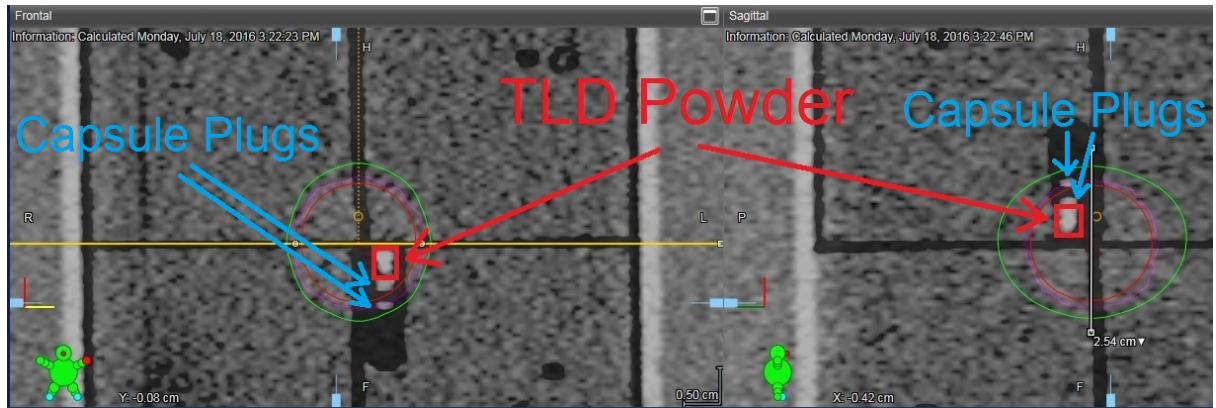 Frontal
Information: Calculated Monday, July 18, 2016 3:22:23 PM
H
Capsule Plugs
TLD Powder
R
L
F
Y: -0.08 cm
0.50 cm
Sagittal
Information: Calculated Monday, July 18, 2016 3:22:46 PM
H
Capsule Plugs
P
2.54 cm
F
X: -0.42 cm